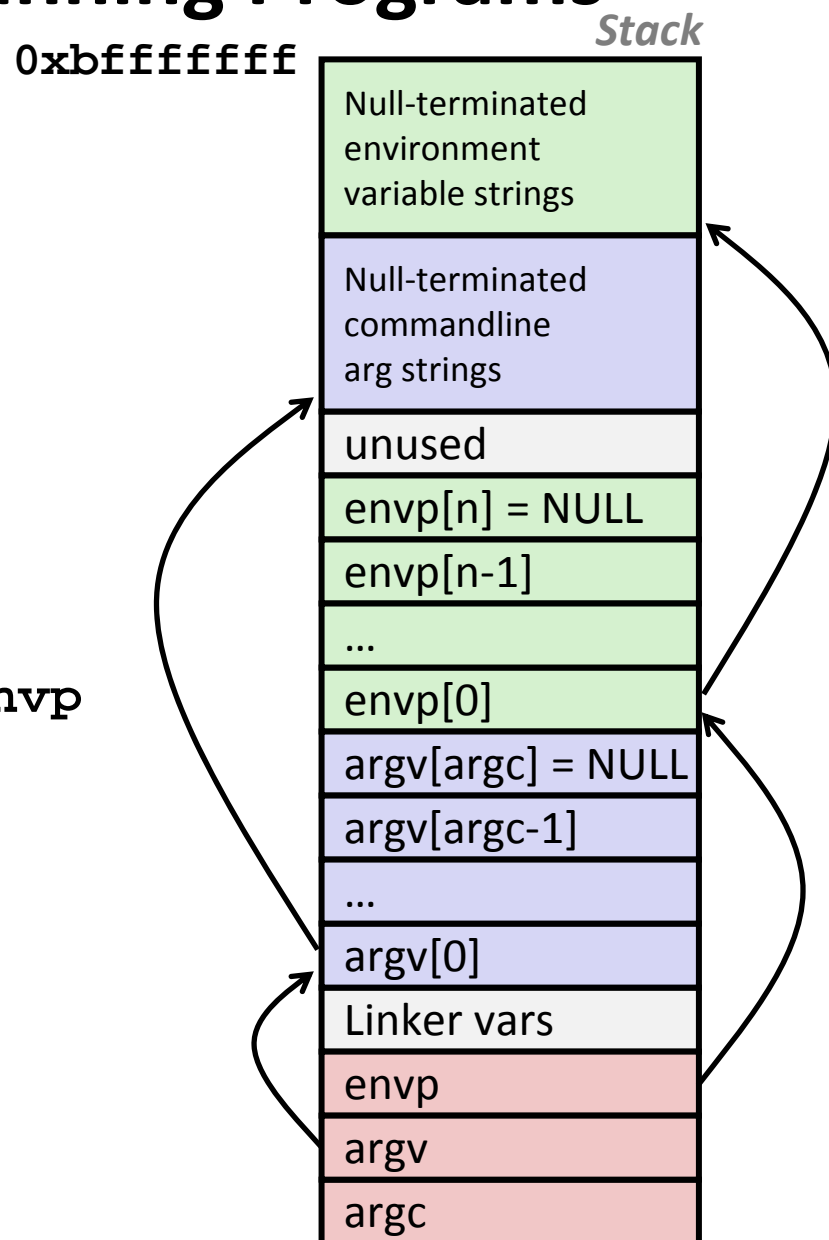 Stack
0xbfffffff
Null-terminated
environment
variable strings
Null-terminated
commandline
arg strings
unused
envp[n] = NULL
envp[n-1]
…
envp[0]
argv[argc] = NULL
argv[argc-1]
…
argv[0]
Linker vars
envp
argv
argc